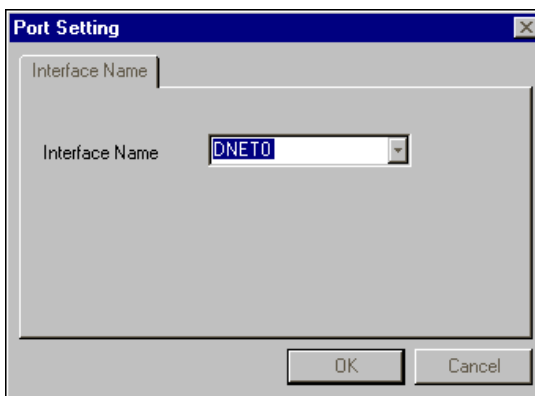 Port Setting
Interface Name
Interface Name DNET0
OK Cancel